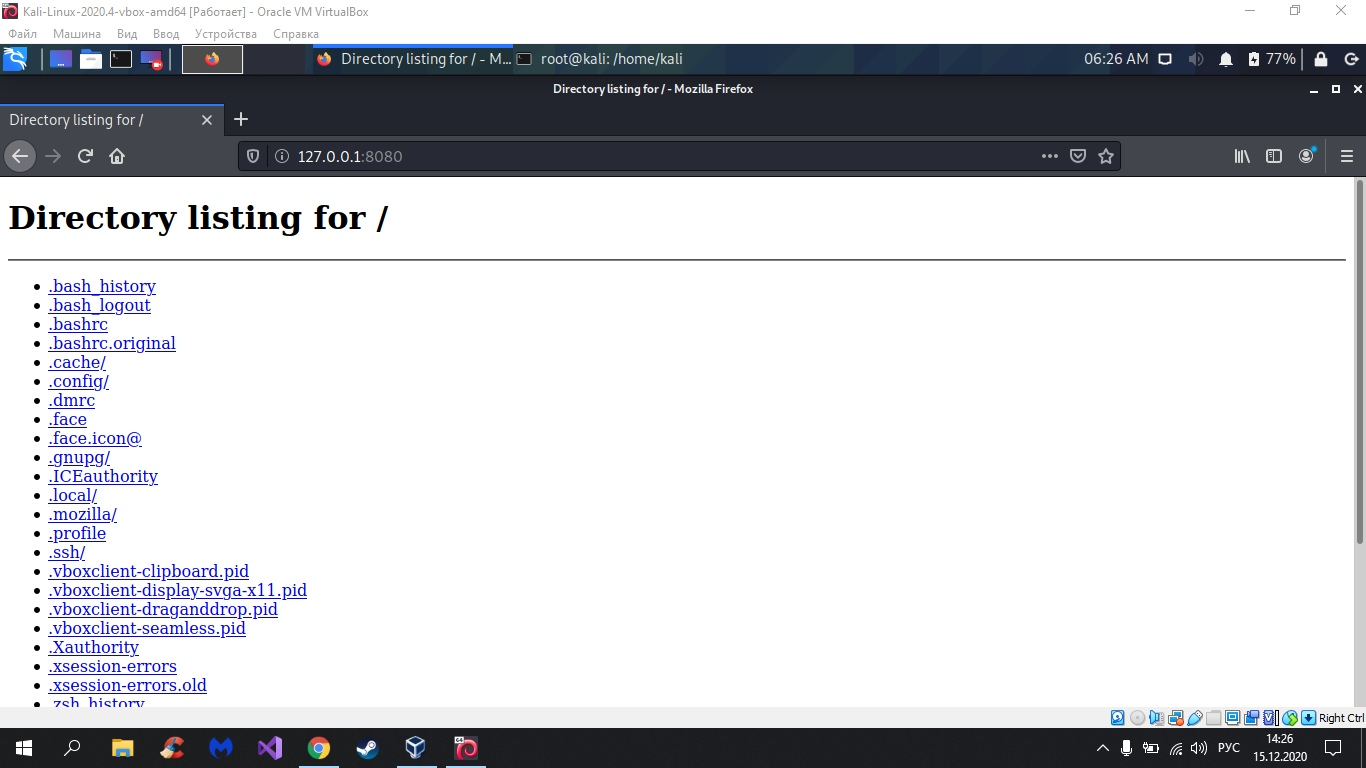 Kali-Linux-2020.4-vbox-amd64 [Работает] - Oracle VM VirtualBox
Файл Машина Вид Ввод Устройства Справка
Directory listing for / - M... root@kali: /home/kali 06:26 AM 77%
Directory listing for / - Mozilla Firefox
Directory listing for /
127.0.0.1:8080
Directory listing for /
.bash_history
.bash_logout
.bashrc
.bashrc.original
.cache/
.config/
.dmrc
.face
.face.icon@
.gnupg/
.ICEauthority
.local/
.mozilla/
.profile
.ssh/
.vboxclient-clipboard.pid
.vboxclient-display-svga-x11.pid
.vboxclient-draganddrop.pid
.vboxclient-seamless.pid
.Xauthority
.xsession-errors
.xsession-errors.old
.zsh_history
Right Ctrl
РУС 14:26
15.12.2020